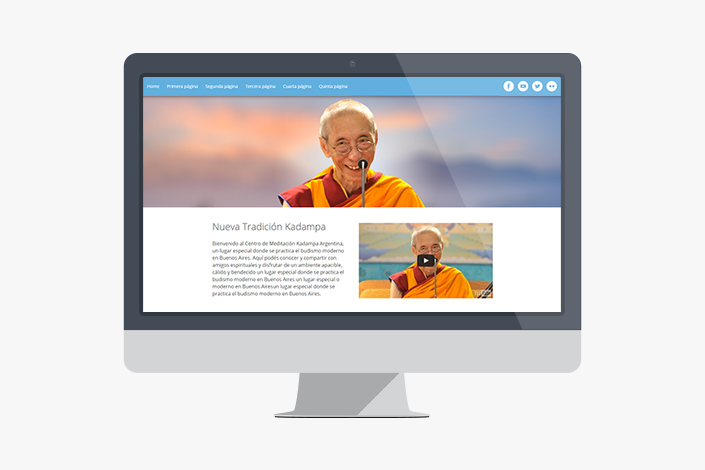 Home Primera página Segunda página Tercera página Cuarta página Quinta página
Nueva Tradición Kadampa
Bienvenido al Centro de Meditación Kadampa Argentina,
un lugar especial donde se practica el budismo moderno
en Buenos Aires. Aquí podés conocer y compartir con
amigos espirituales y disfrutar de un ambiente apacible,
cálido y bendecido un lugar especial donde se practica el
budismo moderno en Buenos Aires un lugar especial o
moderno en Buenos Airesun lugar especial donde se
practica el budismo moderno en Buenos Aires.